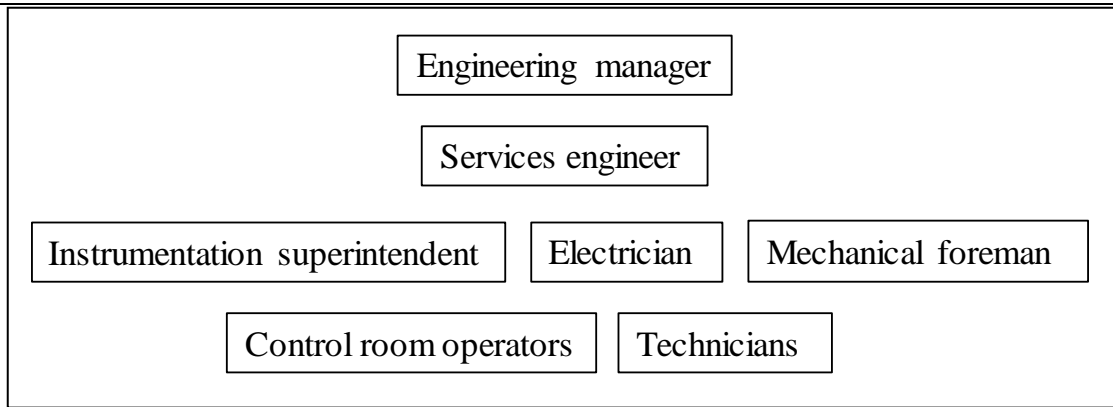 Engineering manager
Services engineer
Instrumentation superintendent Electrician Mechanical foreman
Control room operators Technicians